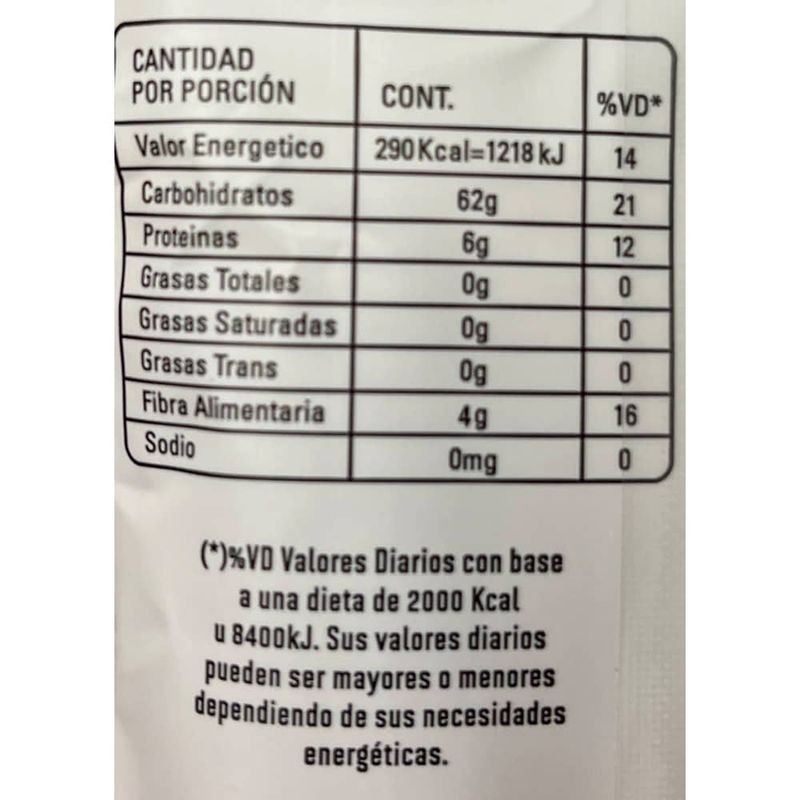 CANTIDAD
POR PORCIÓN CONT. %VD*
Valor Energetico 290Kcal=1218kJ 14
Carbohidratos 62g 21
Proteinas 6g 12
Grasas Totales 0g 0
Grasas Saturadas 0g 0
Grasas Trans 0g 0
Fibra Alimentaria 4g 16
Sodio 0mg 0
(*)%VD Valores Diarios con base
a una dieta de 2000 Kcal
u 8400kJ. Sus valores diarios
pueden ser mayores o menores
dependiendo de sus necesidades
energéticas.